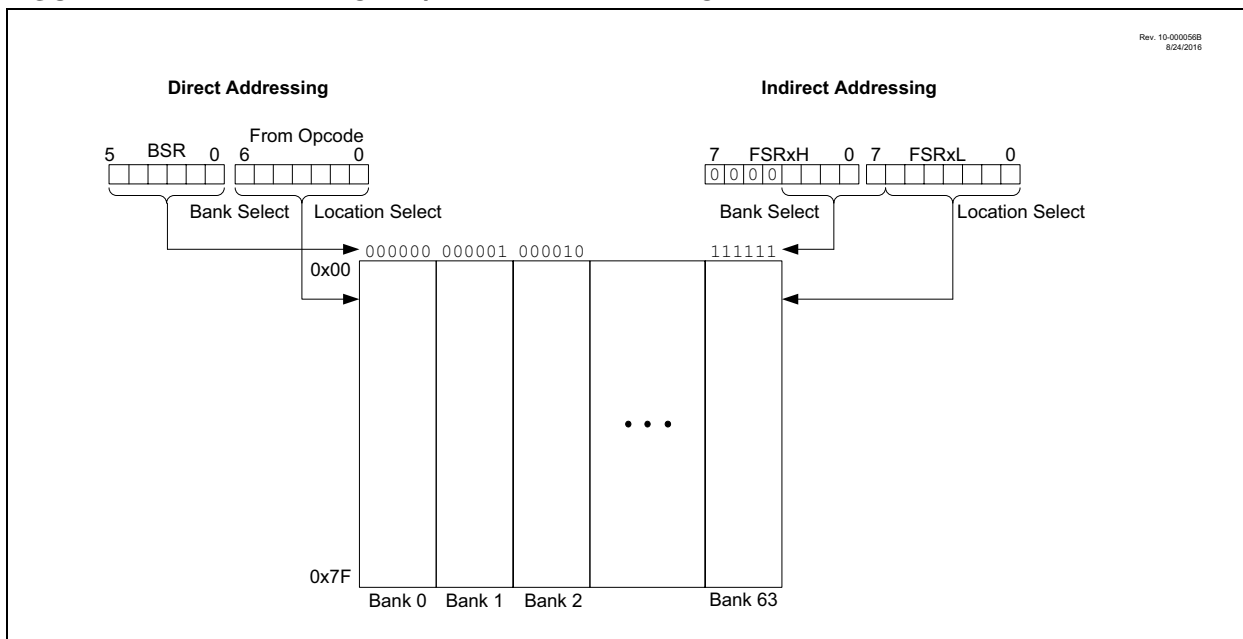 Rev. 10-000056B
8/24/2016
Direct Addressing
Indirect Addressing
From Opcode
5 BSR 0 6 0
7 FSRxH 0 7 FSRxL 0
0 0 0 0
Bank Select Location Select
Bank Select Location Select
000000 000001 000010 111111
0x00
• • •
0x7F
Bank 0 Bank 1 Bank 2 Bank 63